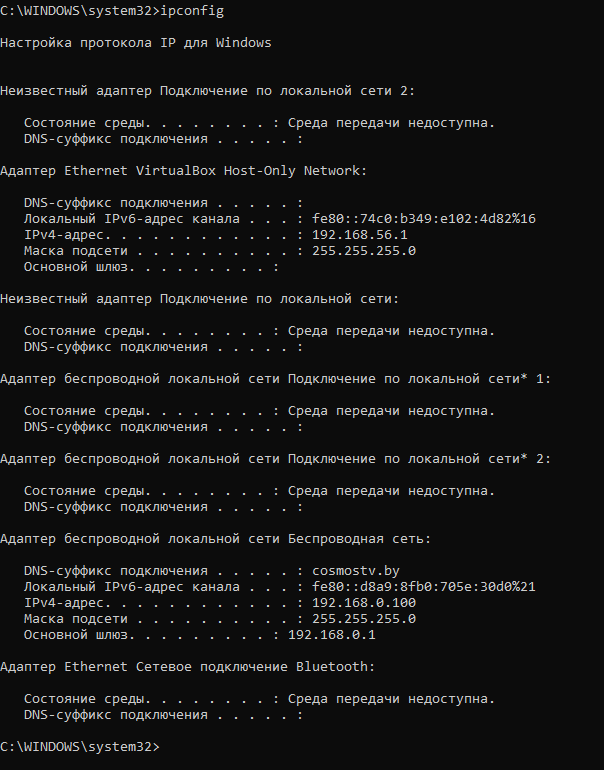 C:\WINDOWS\system32>ipconfig
Настройка протокола IP для Windows
Неизвестный адаптер Подключение по локальной сети 2:
Состояние среды. . . . . . . . : Среда передачи недоступна.
DNS-суффикс подключения . . . . . :
Адаптер Ethernet VirtualBox Host-Only Network:
DNS-суффикс подключения . . . . . :
Локальный IPv6-адрес канала . . . : fe80::74c0:b349:e102:4d82%16
IPv4-адрес. . . . . . . . . . . . : 192.168.56.1
Маска подсети . . . . . . . . . . : 255.255.255.0
Основной шлюз. . . . . . . . . :
Неизвестный адаптер Подключение по локальной сети:
Состояние среды. . . . . . . . : Среда передачи недоступна.
DNS-суффикс подключения . . . . . :
Адаптер беспроводной локальной сети Подключение по локальной сети* 1:
Состояние среды. . . . . . . . : Среда передачи недоступна.
DNS-суффикс подключения . . . . . :
Адаптер беспроводной локальной сети Подключение по локальной сети* 2:
Состояние среды. . . . . . . . : Среда передачи недоступна.
DNS-суффикс подключения . . . . . :
Адаптер беспроводной локальной сети Беспроводная сеть:
DNS-суффикс подключения . . . . . : cosmostv.by
Локальный IPv6-адрес канала . . . : fe80::d8a9:8fb0:705e:30d0%21
IPv4-адрес. . . . . . . . . . . . : 192.168.0.100
Маска подсети . . . . . . . . . . : 255.255.255.0
Основной шлюз. . . . . . . . . : 192.168.0.1
Адаптер Ethernet Сетевое подключение Bluetooth:
Состояние среды. . . . . . . . : Среда передачи недоступна.
DNS-суффикс подключения . . . . . :
C:\WINDOWS\system32>